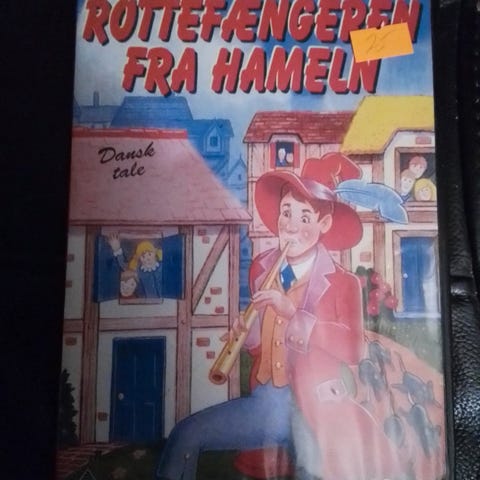 ROTTEFÆNGEREN
FRA HAMELN
25
Dansk
tale